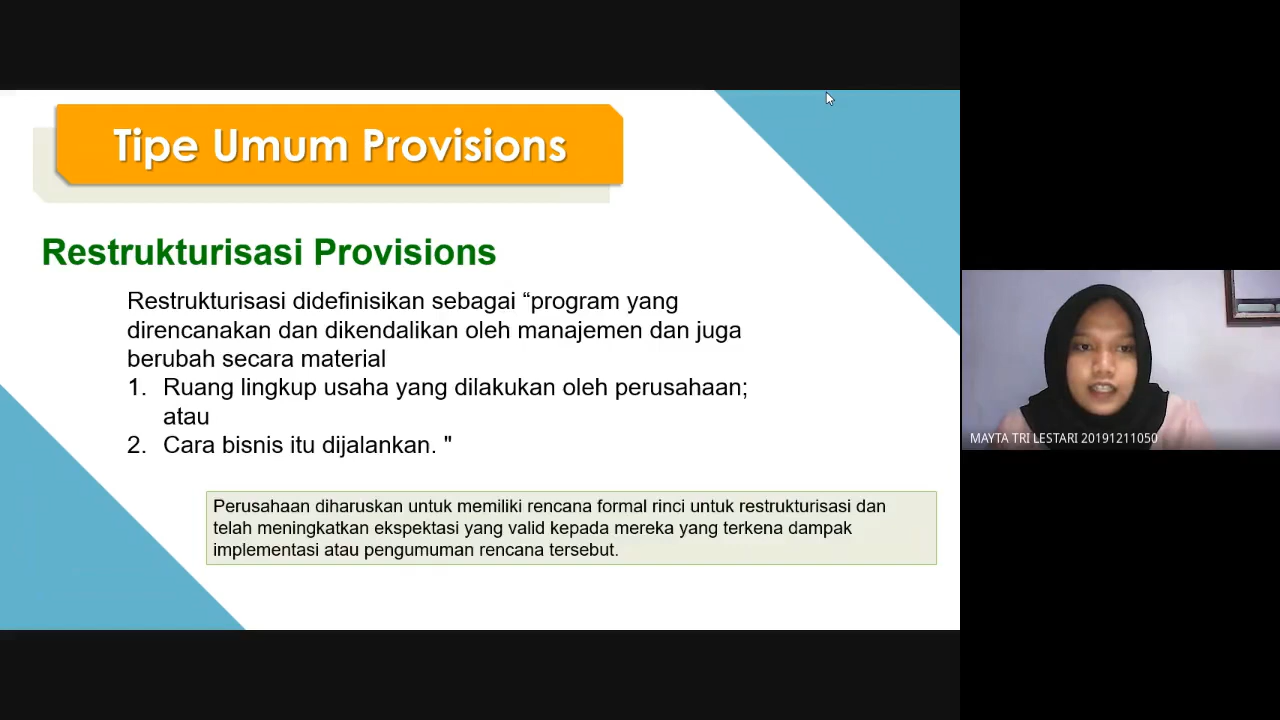 Tipe Umum Provisions
Restrukturisasi Provisions
Restrukturisasi didefinisikan sebagai “program yang
direncanakan dan dikendalikan oleh manajemen dan juga
berubah secara material
1. Ruang lingkup usaha yang dilakukan oleh perusahaan;
atau
2. Cara bisnis itu dijalankan. "
Perusahaan diharuskan untuk memiliki rencana formal rinci untuk restrukturisasi dan
telah meningkatkan ekspektasi yang valid kepada mereka yang terkena dampak
implementasi atau pengumuman rencana tersebut.
MAYTA TRI LESTARI 20191211050